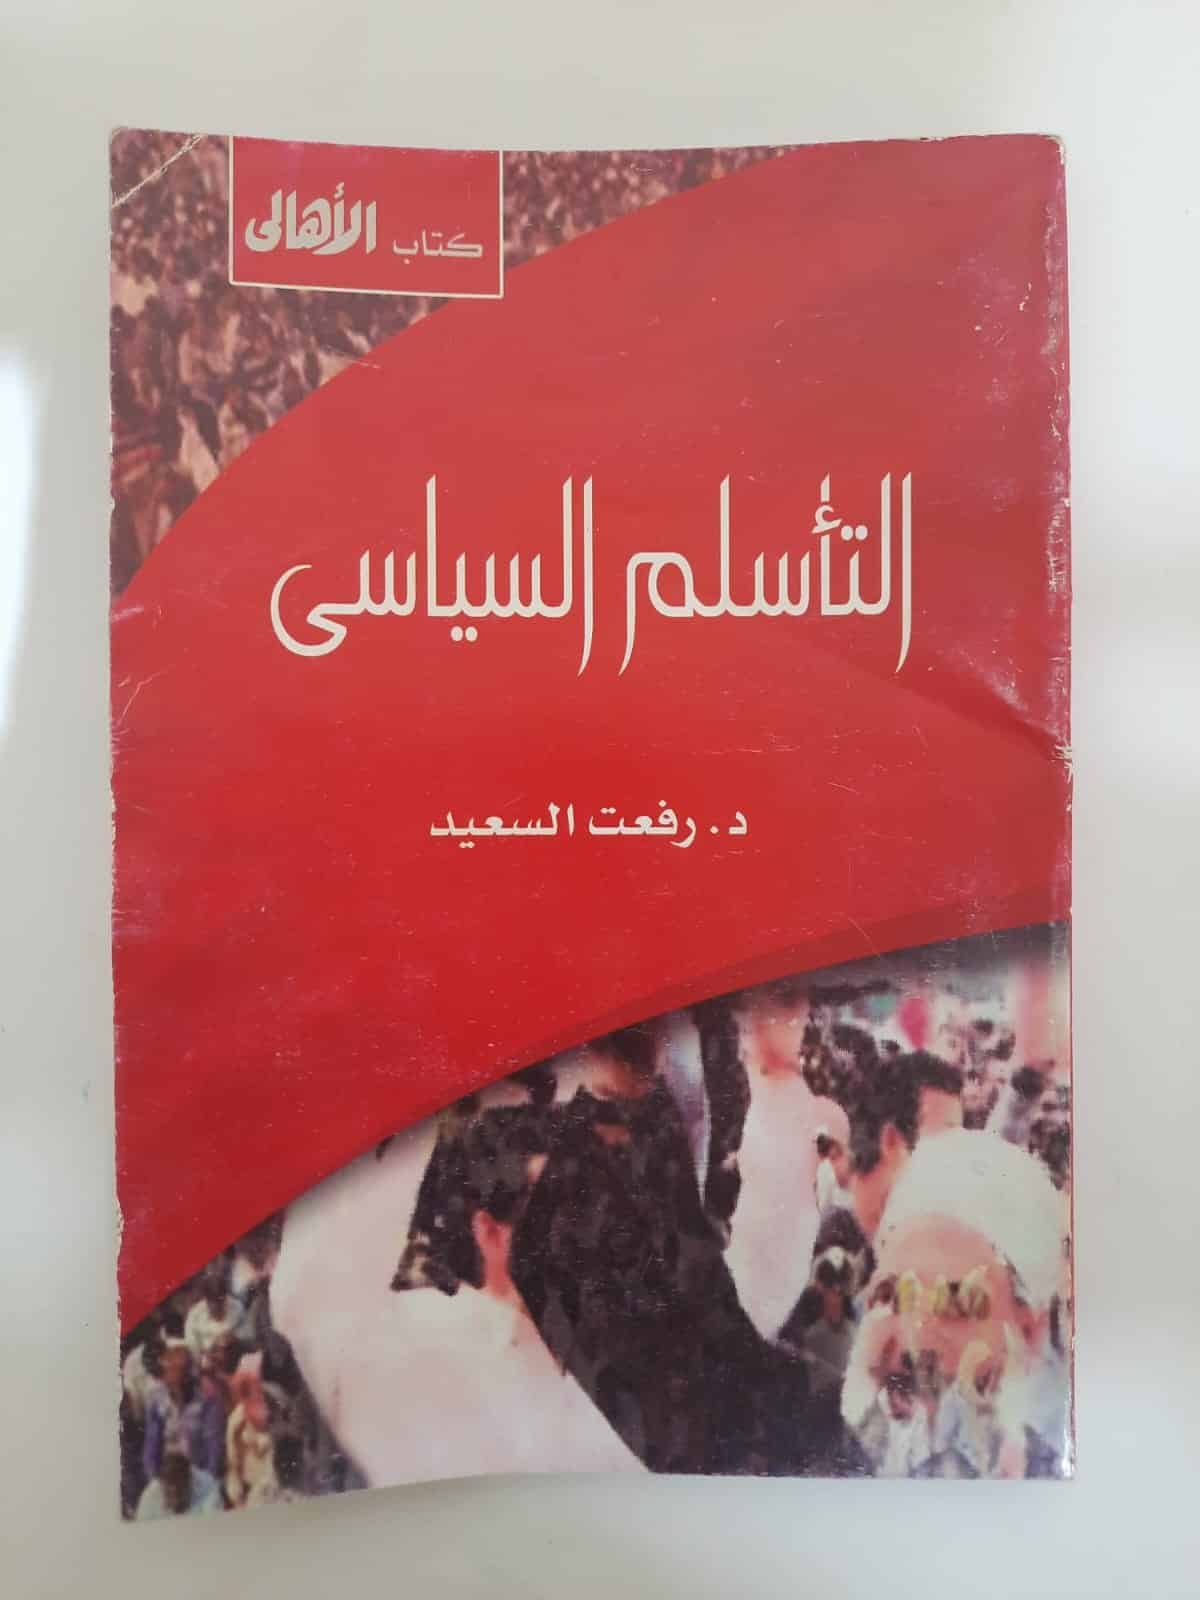 كتاب الأهالى
التأسلم السياسى
د. رفعت السعيد